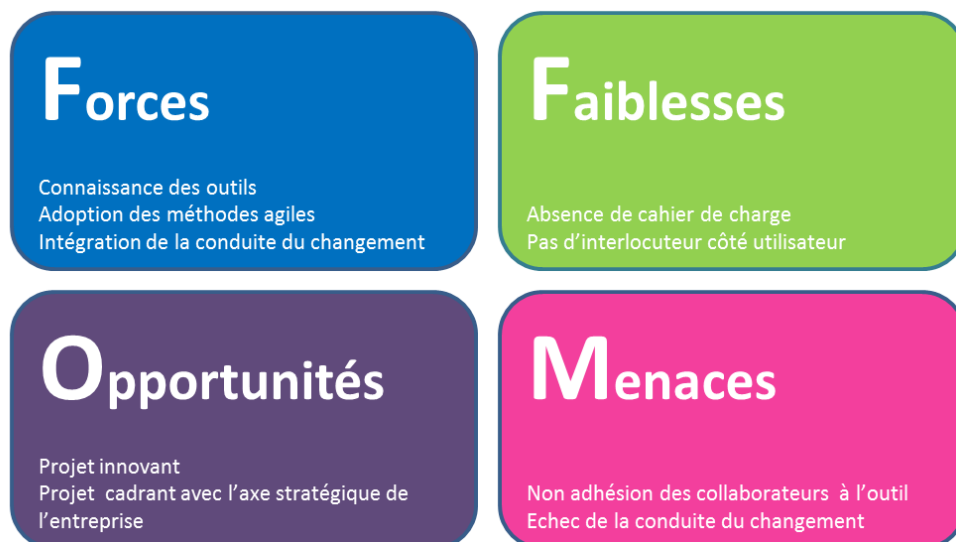 Forces
Connaissance des outils
Adoption des méthodes agiles
Intégration de la conduite du changement
Faiblesses
Absence de cahier de charge
Pas d’interlocuteur côté utilisateur
Opportunités
Projet innovant
Projet cadrant avec l’axe stratégique de
l’entreprise
Menaces
Non adhésion des collaborateurs à l’outil
Echec de la conduite du changement